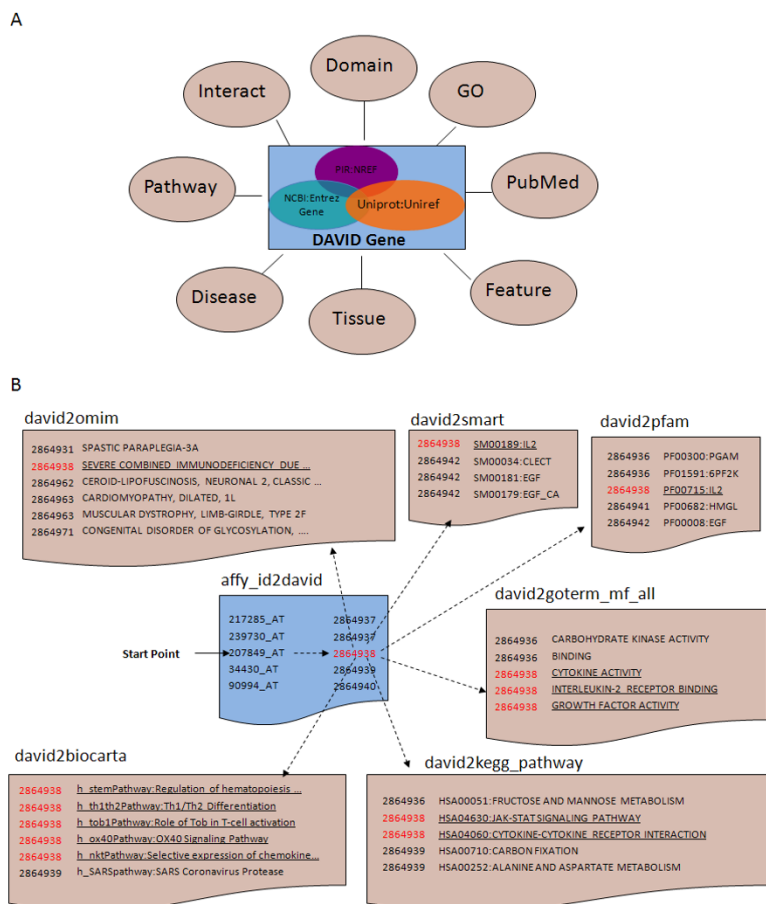 A
Domain
Interact
GO
PIR:NREF
Pathway
PubMed
NCBI:Entrez
Gene
Uniprot:Uniref
DAVID Gene
Disease
Feature
Tissue
B
david2omim
2864931 SPASTIC PARAPLEGIA-3A
2864938 SEVERE COMBINED IMMUNODEFICIENCY DUE ...
2864962 CEROID-LIPOFUSCINOSIS, NEURONAL 2, CLASSIC ...
2864963 CARDIOMYOPATHY, DILATED, 1L
2864963 MUSCULAR DYSTROPHY, LIMB-GIRDLE, TYPE 2F
2864971 CONGENITAL DISORDER OF GLYCOSYLATION, ....
david2smart
2864938 SM00189:IL2
2864942 SM00034:CLECT
2864942 SM00181:EGF
2864942 SM00179:EGF_CA
david2pfam
2864936 PF00300:PGAM
2864936 PF01591:6PF2K
2864938 PF00715:IL2
2864941 PF00682:HMGL
2864942 PF00008:EGF
affy_id2david
217285_AT 2864937
239730_AT 2864937
Start Point 207849_AT 2864938
34430_AT 2864939
90994_AT 2864940
david2goterm_mf_all
2864936 CARBOHYDRATE KINASE ACTIVITY
2864936 BINDING
2864938 CYTOKINE ACTIVITY
2864938 INTERLEUKIN-2 RECEPTOR BINDING
2864938 GROWTH FACTOR ACTIVITY
david2biocarta
2864938 h_stemPathway:Regulation of hematopoiesis ...
2864938 h_th1th2Pathway:Th1/Th2 Differentiation
2864938 h_tob1Pathway:Role of Tob in T-cell activation
2864938 h_ox40Pathway:OX40 Signaling Pathway
2864938 h_nktPathway:Selective expression of chemokine...
2864939 h_SARSpathway:SARS Coronavirus Protease
david2kegg_pathway
2864936 HSA00051:FRUCTOSE AND MANNOSE METABOLISM
2864938 HSA04630:JAK-STAT SIGNALING PATHWAY
2864938 HSA04060:CYTOKINE-CYTOKINE RECEPTOR INTERACTION
2864939 HSA00710:CARBON FIXATION
2864939 HSA00252:ALANINE AND ASPARTATE METABOLISM